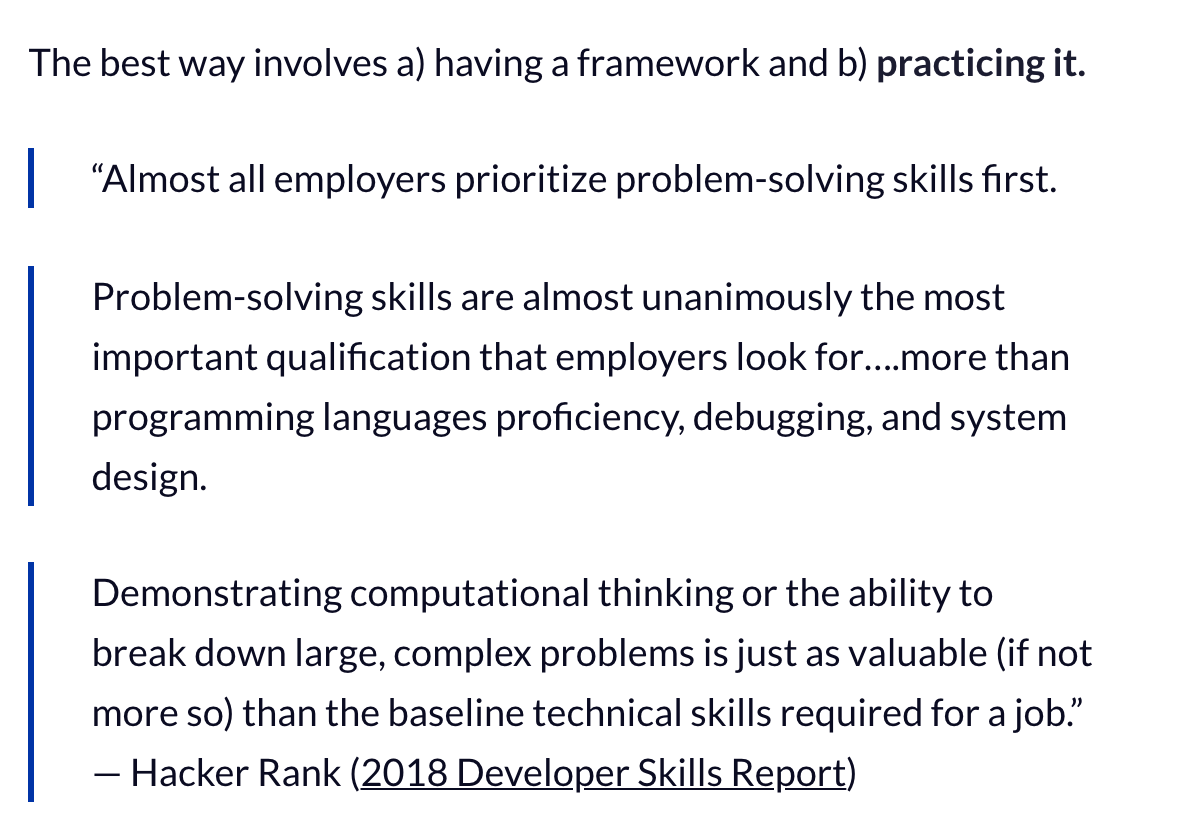 The best way involves a) having a framework and b) practicing it.
“Almost all employers prioritize problem-solving skills first.
Problem-solving skills are almost unanimously the most
important qualification that employers look for….more than
programming languages proficiency, debugging, and system
design.
Demonstrating computational thinking or the ability to
break down large, complex problems is just as valuable (if not
more so) than the baseline technical skills required for a job.”
— Hacker Rank (2018 Developer Skills Report)